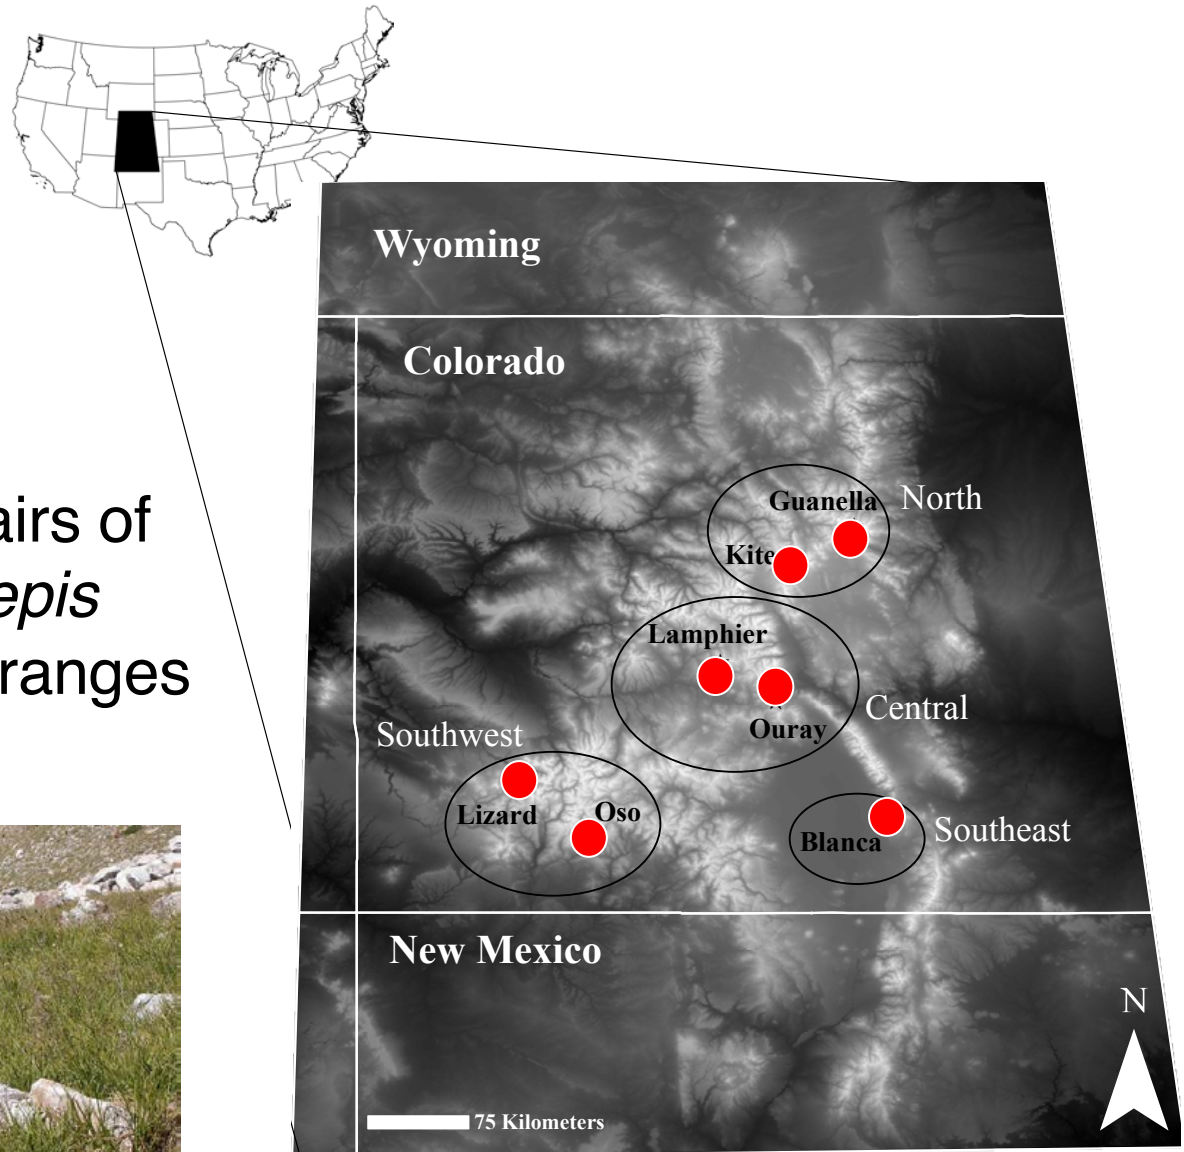 airs of
epis
ranges
Wyoming
Colorado
Guanella
North
Kite
Lamphier
Ouray
Central
Southwest
Lizard
Oso
Blanca
Southeast
New Mexico
N
75 Kilometers